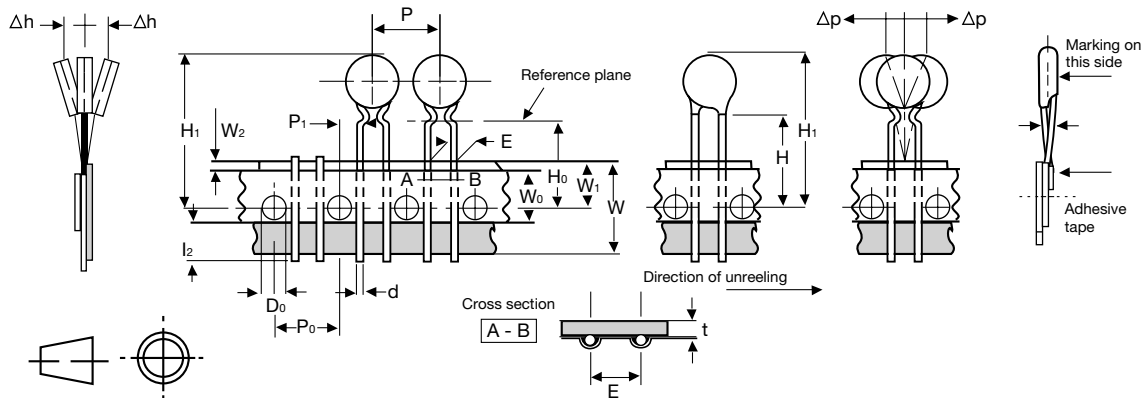 Δh
Δh
P
Δp
Δp
Marking on
this side
Reference plane
H1
W2
P1
E
H1
H
A
B
H0
W0
W1
W
Adhesive
tape
I2
D0
d
P0
Direction of unreeling
Cross section
A - B
t
E